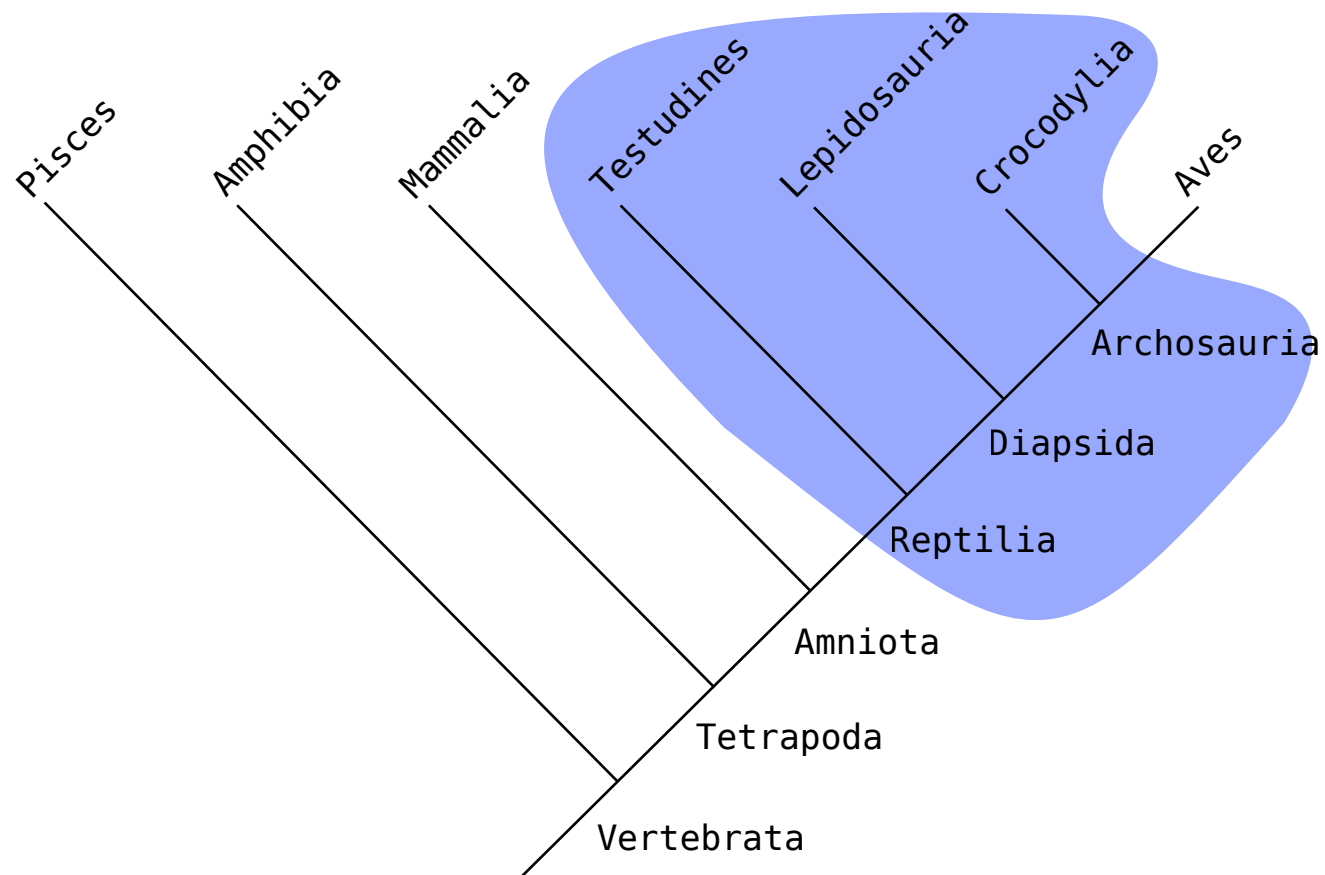 Pisces
Amphibia
Mammalia
Testudines
Lepidosauria
Crocodylia
Aves
Archosauria
Diapsida
Reptilia
Amniota
Tetrapoda
Vertebrata